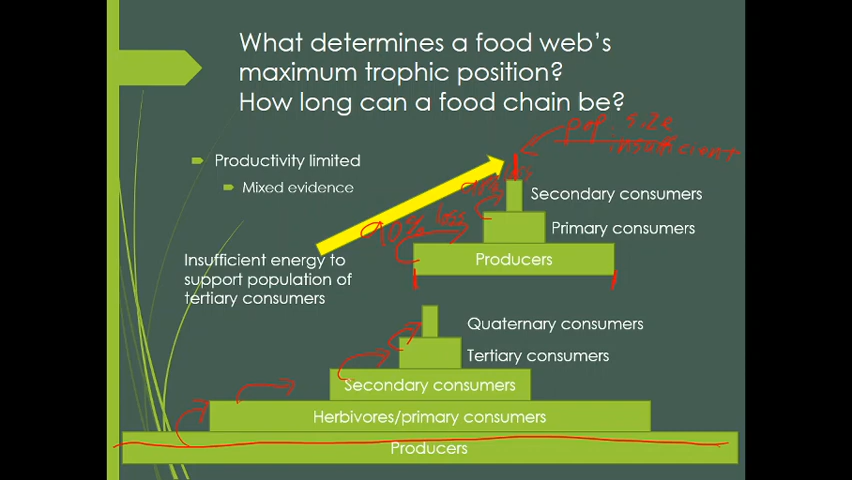 What determines a food web's
maximum trophic position?
How long can a food chain be?
pop. size
insufficient
Productivity limited
Mixed evidence
90% loss
Secondary consumers
Primary consumers
90% loss
Producers
Insufficient energy to
support population of
tertiary consumers
Quaternary consumers
Tertiary consumers
Secondary consumers
Herbivores/primary consumers
Producers